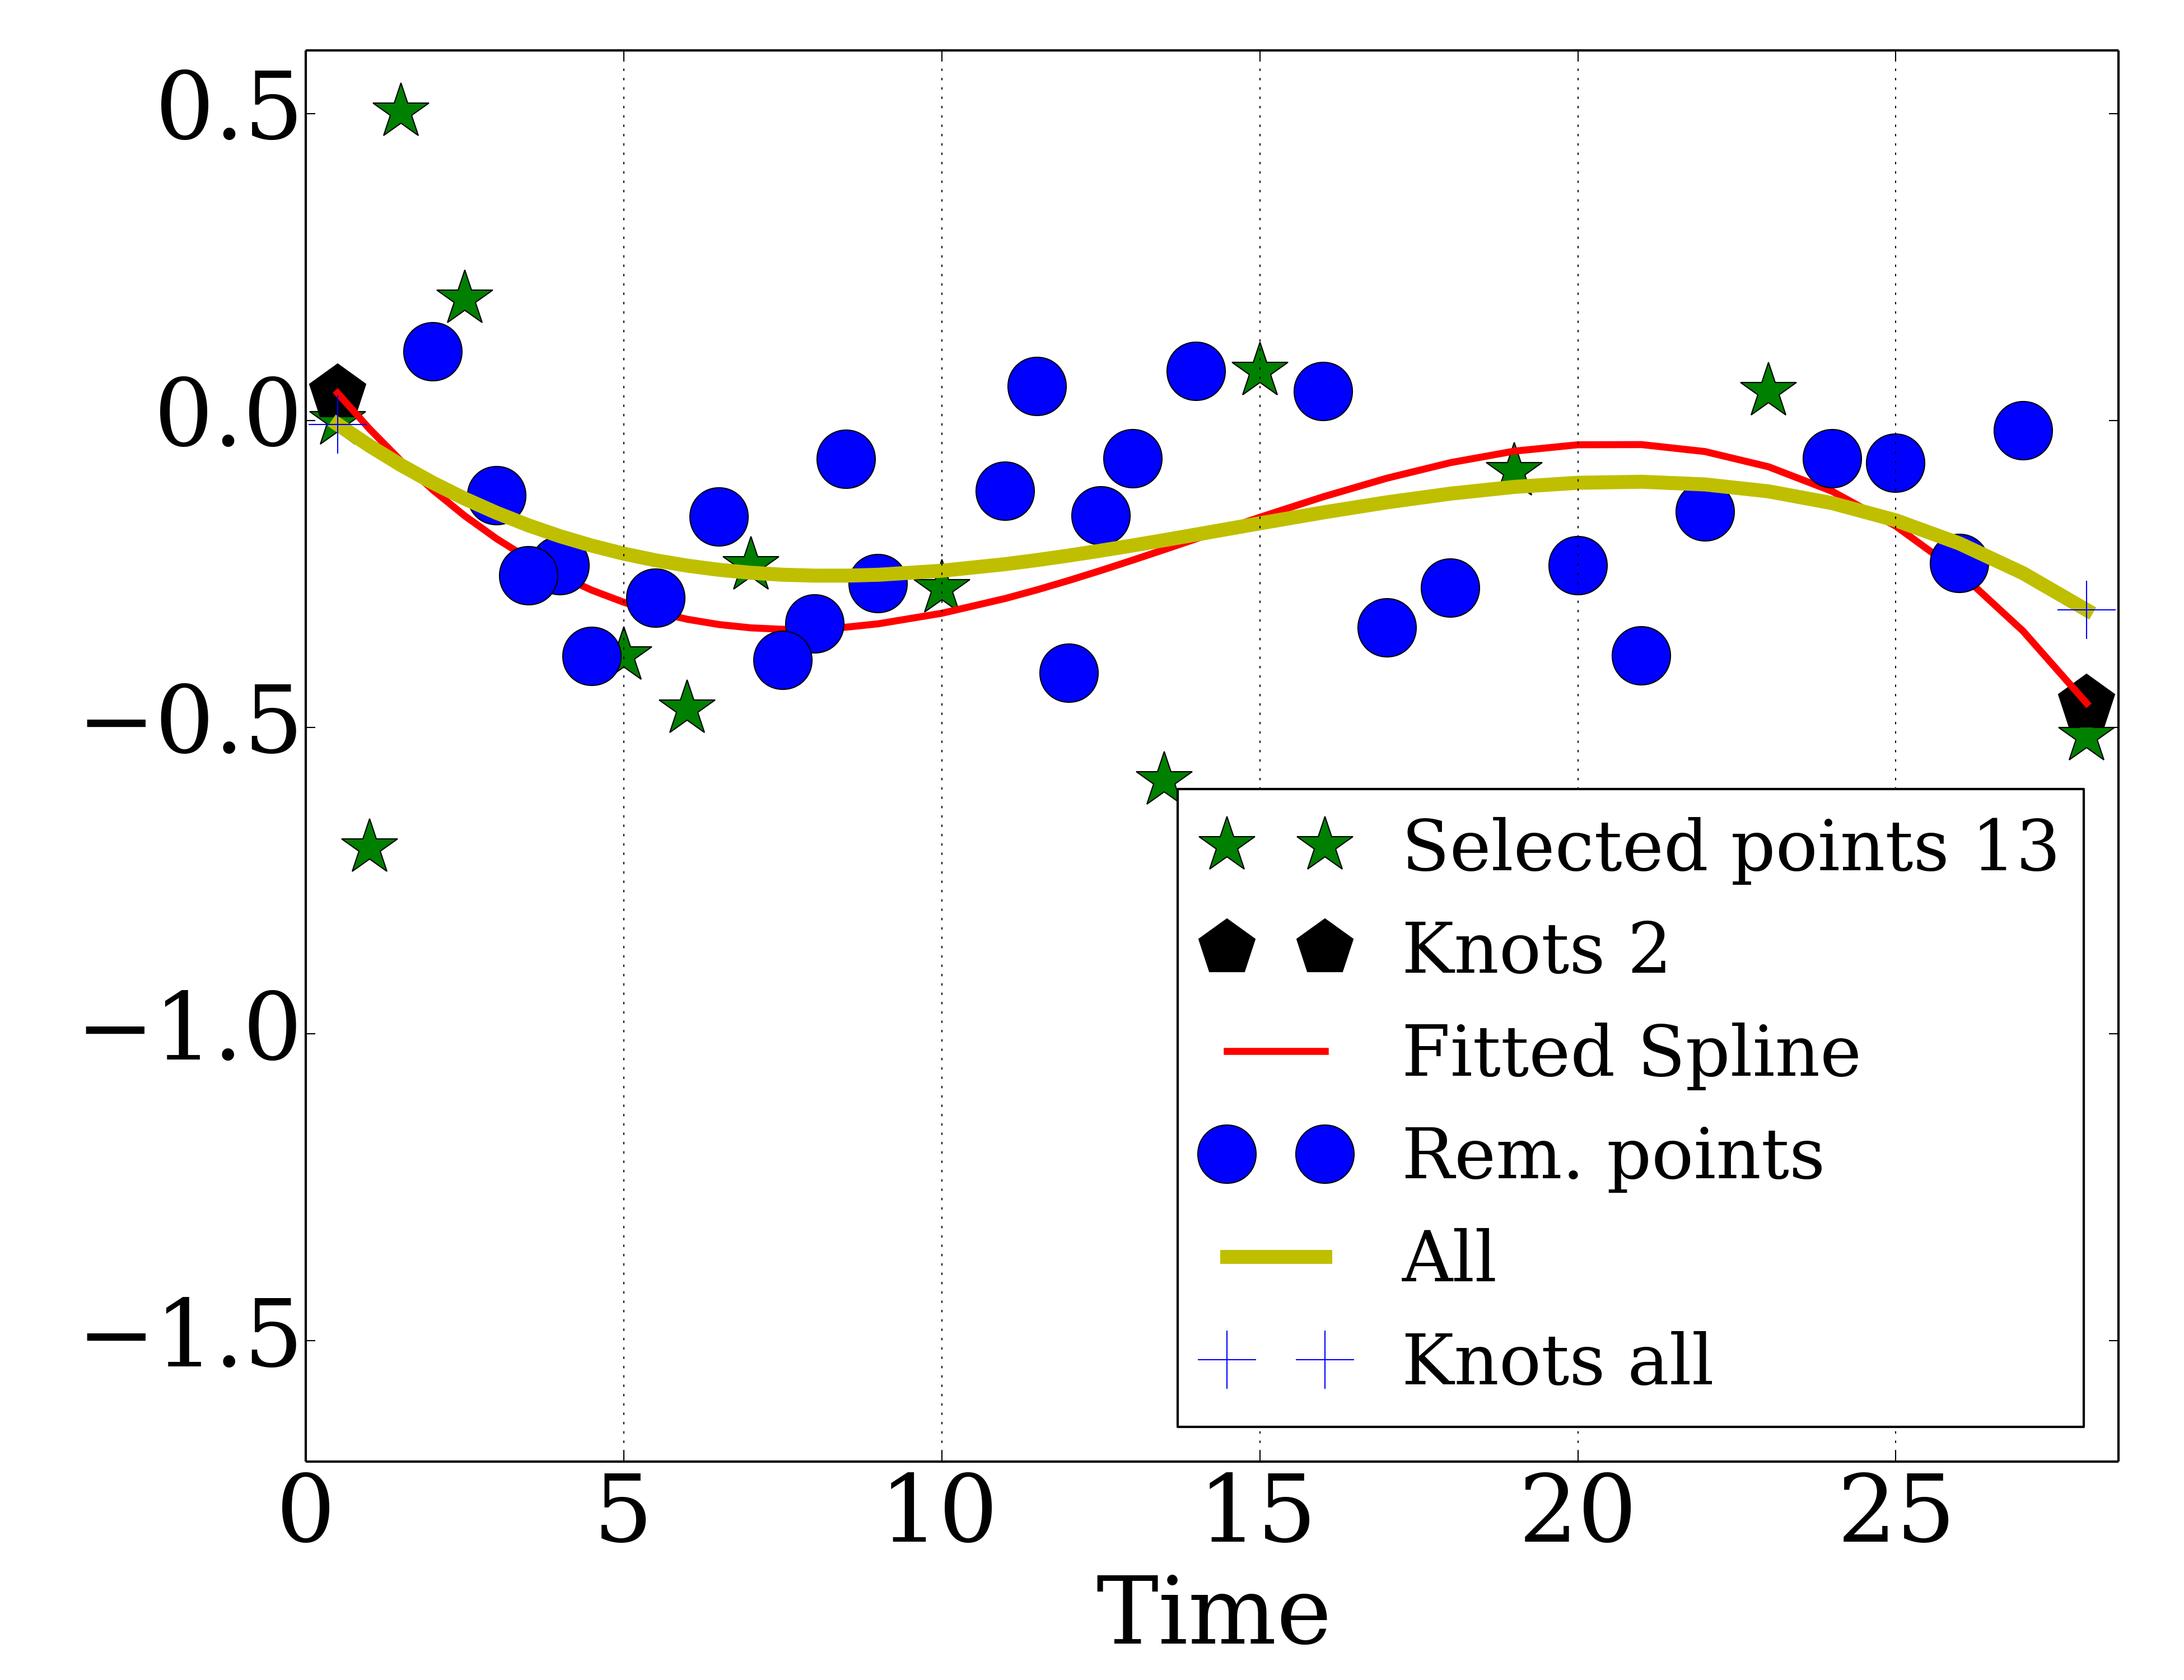 0.5
0.0
−0.5
−1.0
−1.5
Selected points 13
Knots 2
Fitted Spline
Rem. points
All
Knots all
0 5 10 15 20 25
Time